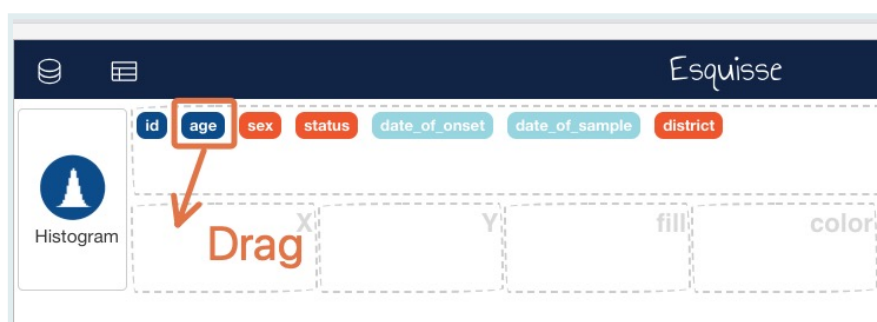 Esquisse
id age sex status date_of_onset date_of_sample district
Histogram
X Y fill color
Drag